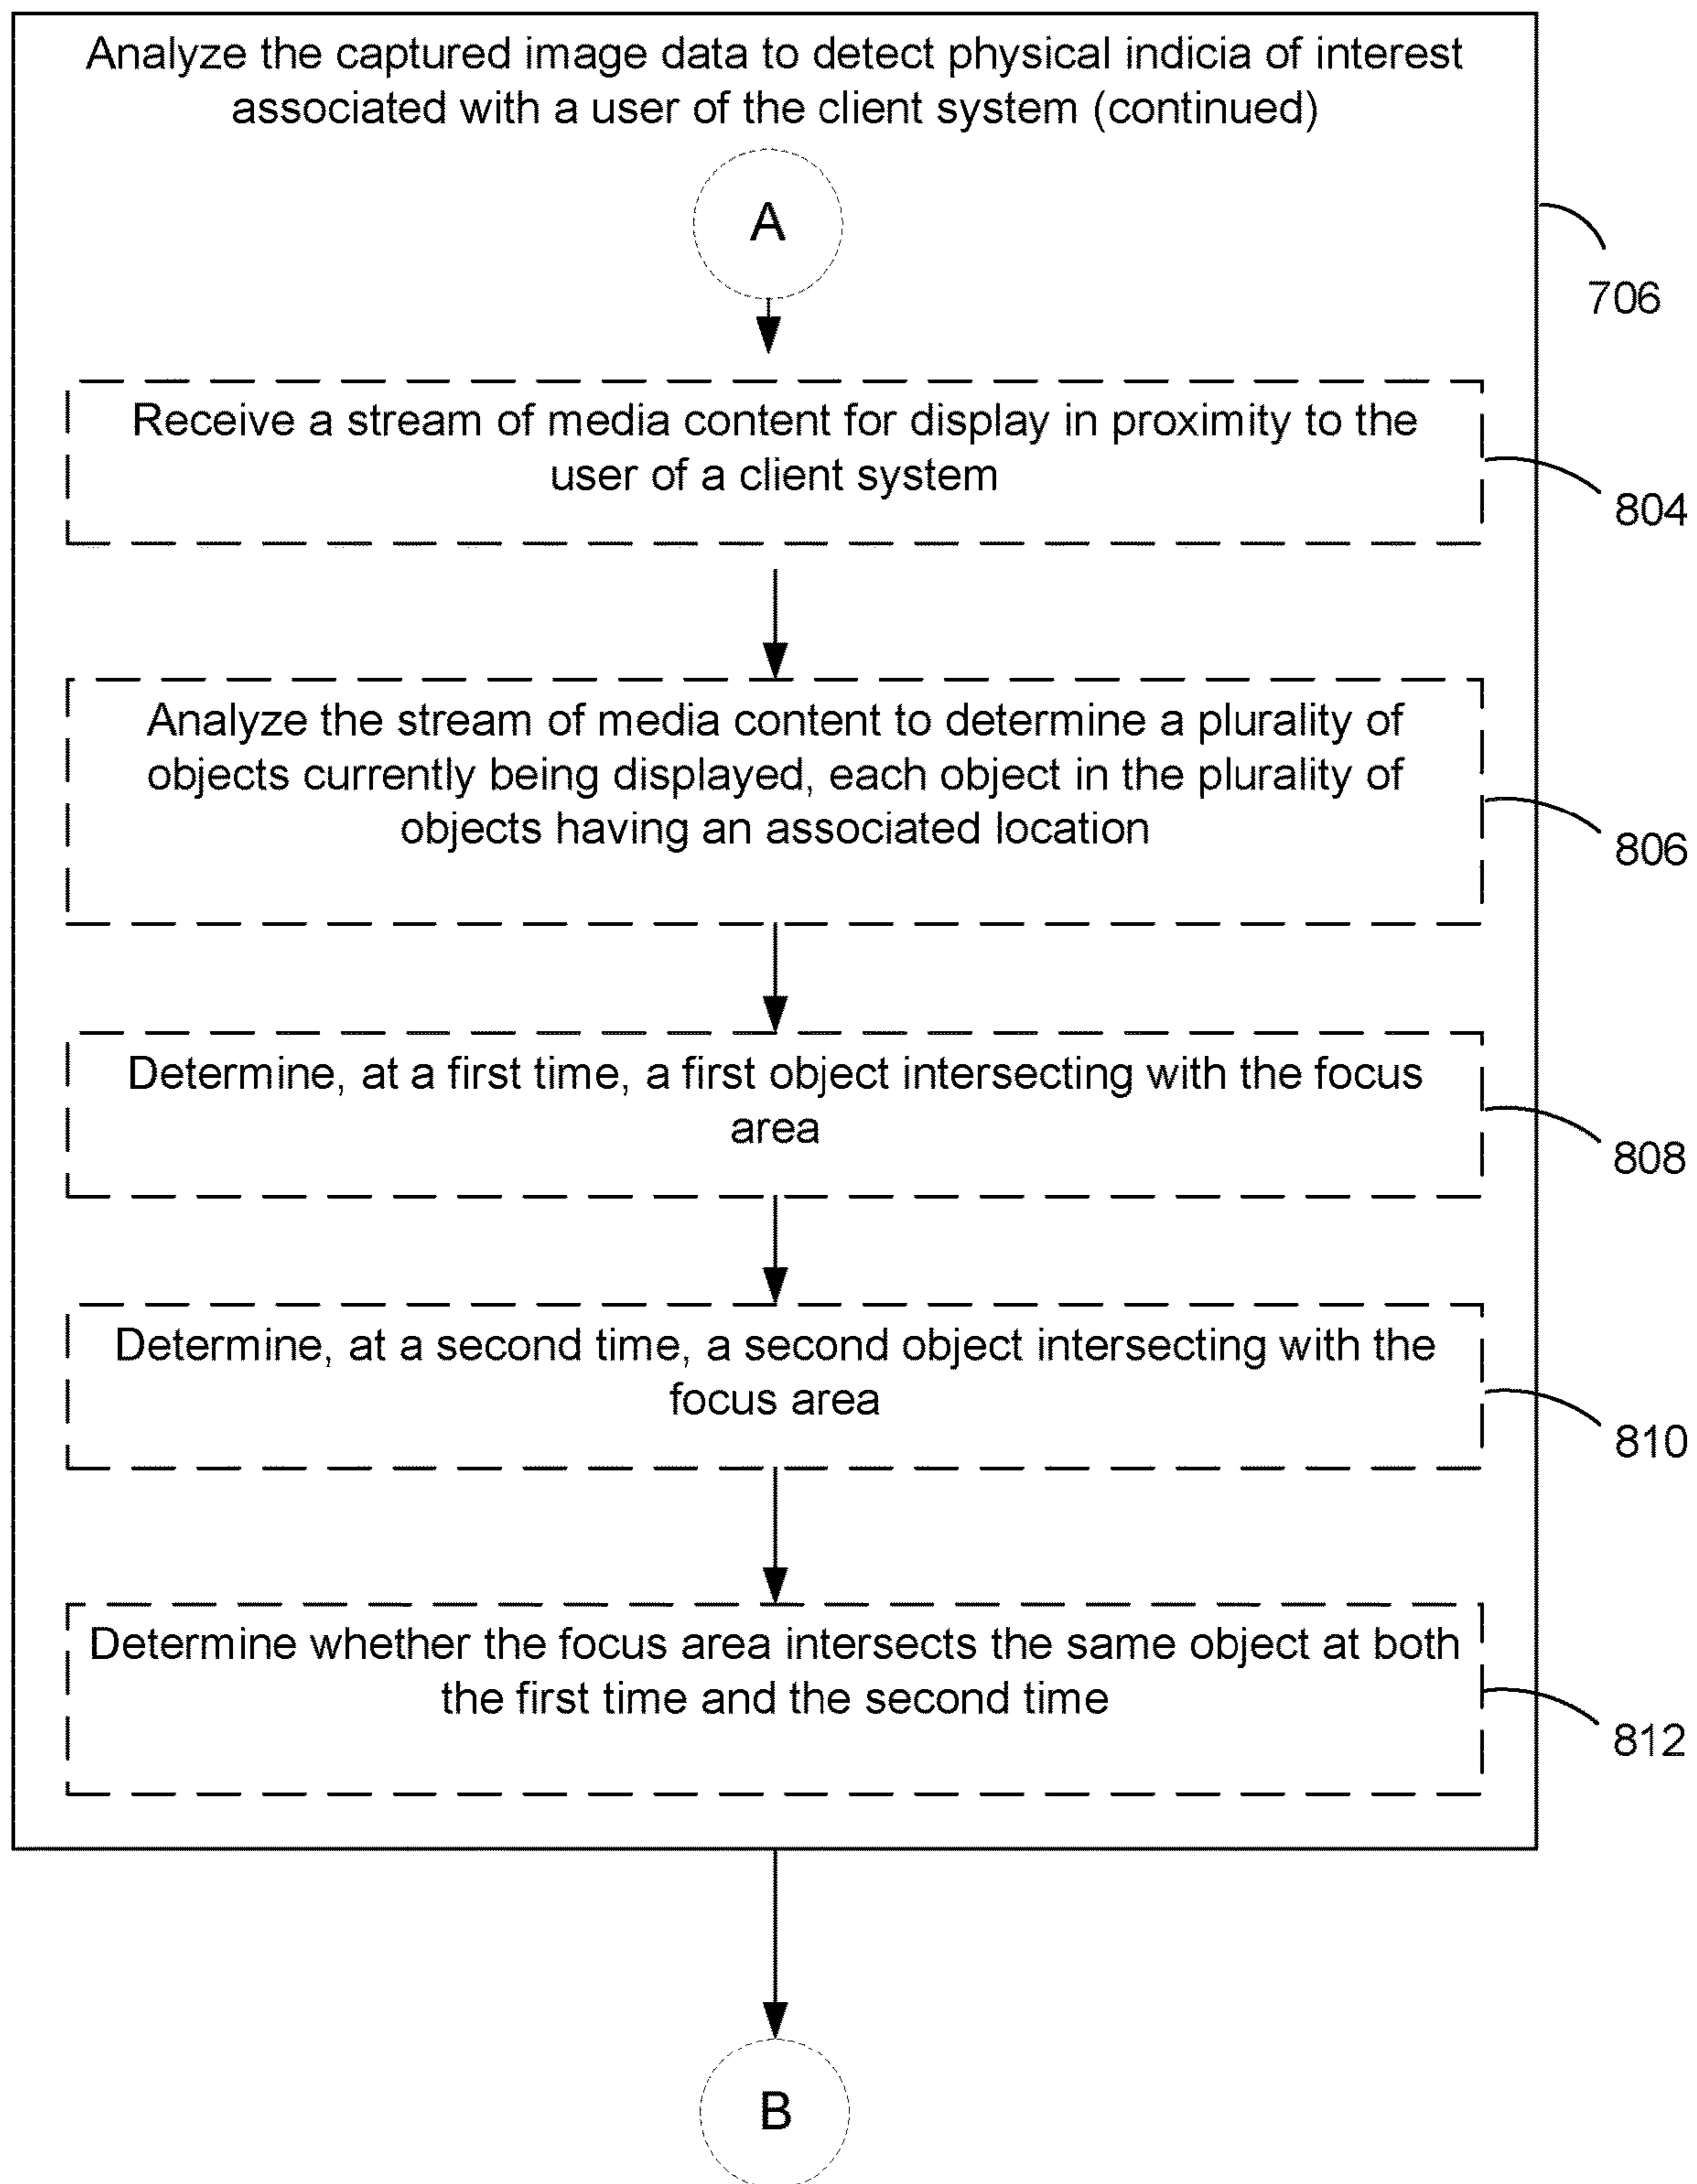 Analyze the captured image data to detect physical indicia of interest
associated with a user of the client system (continued)
A
706
Receive a stream of media content for display in proximity to the
user of a client system
804
Analyze the stream of media content to determine a plurality of
objects currently being displayed, each object in the plurality of
objects having an associated location
806
Determine, at a first time, a first object intersecting with the focus
area
808
Determine, at a second time, a second object intersecting with the
focus area
810
Determine whether the focus area intersects the same object at both
the first time and the second time
812
B